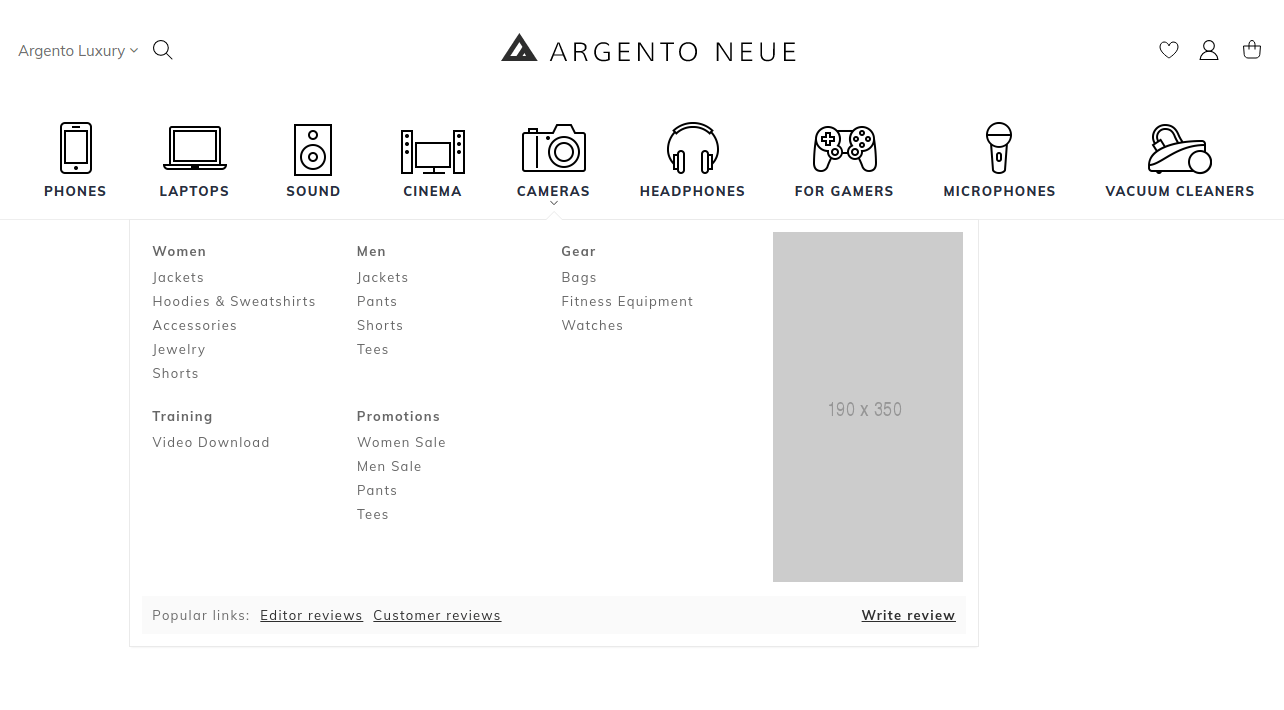 Argento Luxury
ARGENTO NEUE
PHONES
LAPTOPS
SOUND
CINEMA
CAMERAS
HEADPHONES
FOR GAMERS
MICROPHONES
VACUUM CLEANERS
Women
Jackets
Hoodies & Sweatshirts
Accessories
Jewelry
Shorts
Men
Jackets
Pants
Shorts
Tees
Gear
Bags
Fitness Equipment
Watches
Training
Video Download
Promotions
Women Sale
Men Sale
Pants
Tees
190 x 350
Popular links: Editor reviews Customer reviews
Write review